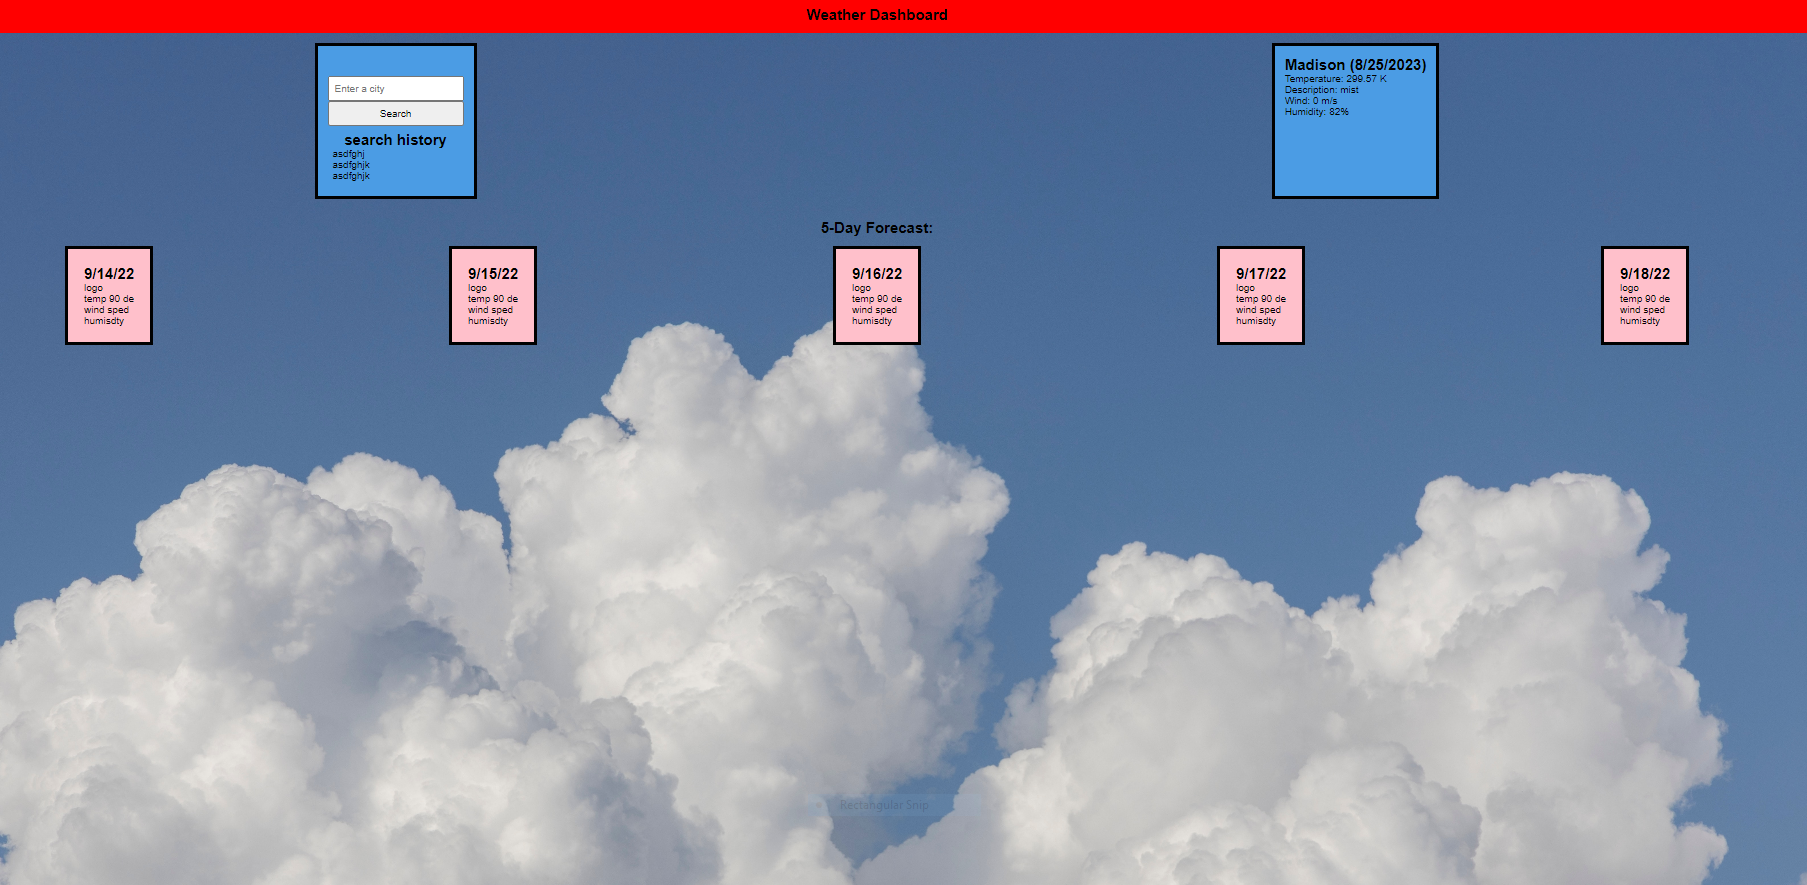 Weather Dashboard
Enter a city
Search
search history
asdfghj
asdfghjk
asdfghjk
Madison (8/25/2023)
Temperature: 299.57 K
Description: mist
Wind: 0 m/s
Humidity: 82%
5-Day Forecast:
9/14/22
logo
temp 90 de
wind sped
humisdty
9/15/22
logo
temp 90 de
wind sped
humisdty
9/16/22
logo
temp 90 de
wind sped
humisdty
9/17/22
logo
temp 90 de
wind sped
humisdty
9/18/22
logo
temp 90 de
wind sped
humisdty
Rectangular Snip